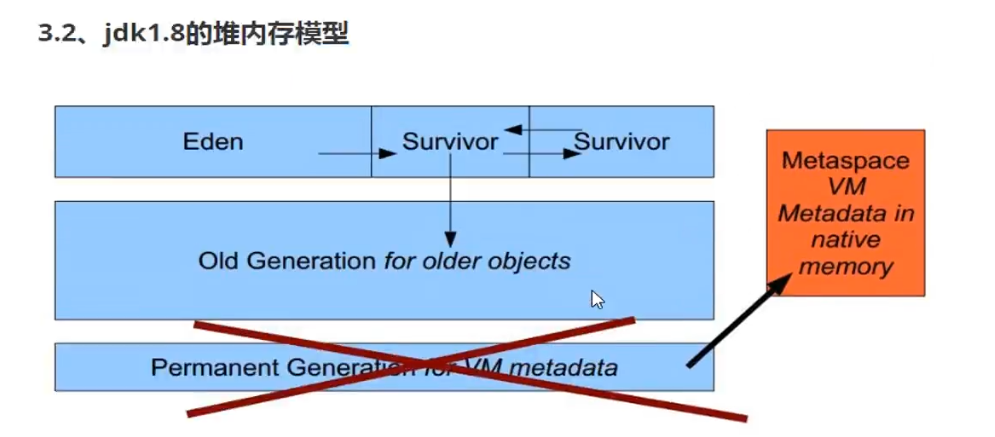 3.2、jdk1.8的堆内存模型
Eden
Survivor
Survivor
Old Generation for older objects
Permanent Generation for VM metadata
Metaspace
VM
Metadata in
native
memory